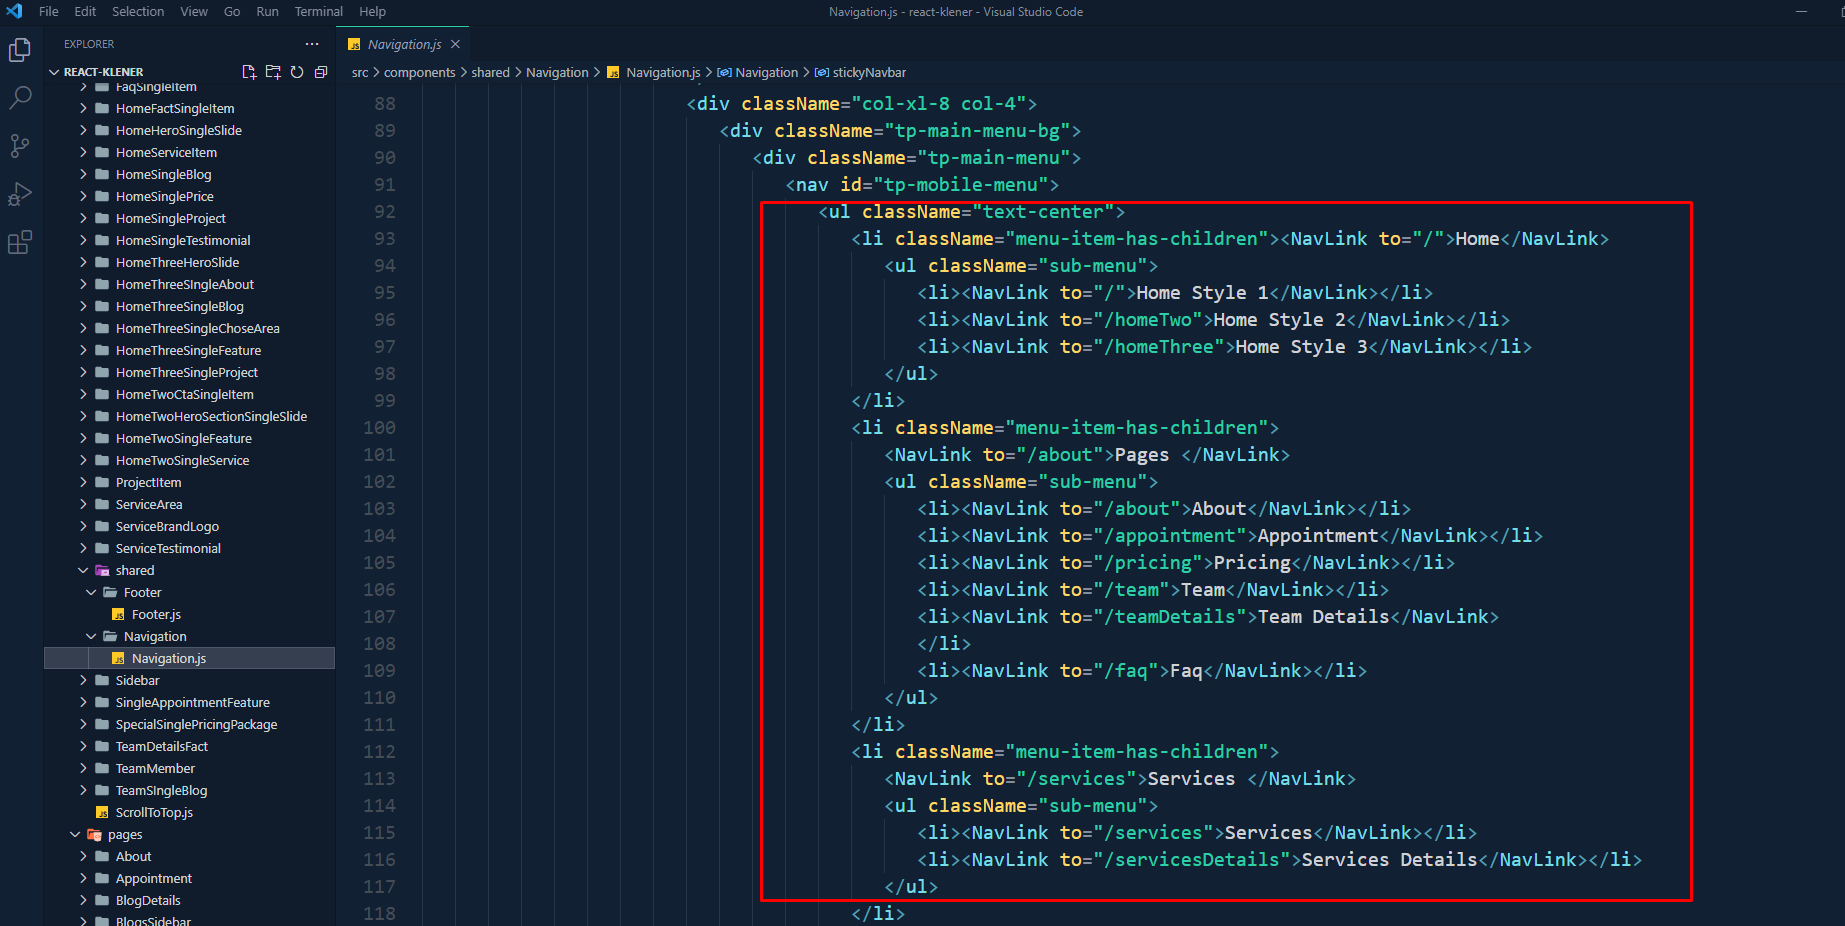 File Edit Selection View Go Run Terminal Help
Navigation.js - react-klener - Visual Studio Code
EXPLORER
REACT-KLENER
FaqSingleItem
HomeFactSingleItem
HomeHeroSingleSlide
HomeServiceItem
HomeSingleBlog
HomeSinglePrice
HomeSingleProject
HomeSingleTestimonial
HomeThreeHeroSlide
HomeThreeSIngleAbout
HomeThreeSingleBlog
HomeThreeSingleChoseArea
HomeThreeSingleFeature
HomeThreeSingleProject
HomeTwoCtaSingleItem
HomeTwoHeroSectionSingleSlide
HomeTwoSingleFeature
HomeTwoSingleService
ProjectItem
ServiceArea
ServiceBrandLogo
ServiceTestimonial
shared
Footer
JS Footer.js
Navigation
JS Navigation.js
Sidebar
SingleAppointmentFeature
SpecialSinglePricingPackage
TeamDetailsFact
TeamMember
TeamSIngleBlog
JS ScrollToTop.js
pages
About
Appointment
BlogDetails
BlogsSidebar
JS Navigation.js
src > components > shared > Navigation > JS Navigation.js > Navigation > stickyNavbar
88 <div className="col-xl-8 col-4">
89 <div className="tp-main-menu-bg">
90 <div className="tp-main-menu">
91 <nav id="tp-mobile-menu">
92 <ul className="text-center">
93 <li className="menu-item-has-children"><NavLink to="/">Home</NavLink>
94 <ul className="sub-menu">
95 <li><NavLink to="/">Home Style 1</NavLink></li>
96 <li><NavLink to="/homeTwo">Home Style 2</NavLink></li>
97 <li><NavLink to="/homeThree">Home Style 3</NavLink></li>
98 </ul>
99 </li>
100 <li className="menu-item-has-children">
101 <NavLink to="/about">Pages </NavLink>
102 <ul className="sub-menu">
103 <li><NavLink to="/about">About</NavLink></li>
104 <li><NavLink to="/appointment">Appointment</NavLink></li>
105 <li><NavLink to="/pricing">Pricing</NavLink></li>
106 <li><NavLink to="/team">Team</NavLink></li>
107 <li><NavLink to="/teamDetails">Team Details</NavLink>
108 </li>
109 <li><NavLink to="/faq">Faq</NavLink></li>
110 </ul>
111 </li>
112 <li className="menu-item-has-children">
113 <NavLink to="/services">Services </NavLink>
114 <ul className="sub-menu">
115 <li><NavLink to="/services">Services</NavLink></li>
116 <li><NavLink to="/servicesDetails">Services Details</NavLink></li>
117 </ul>
118 </li>